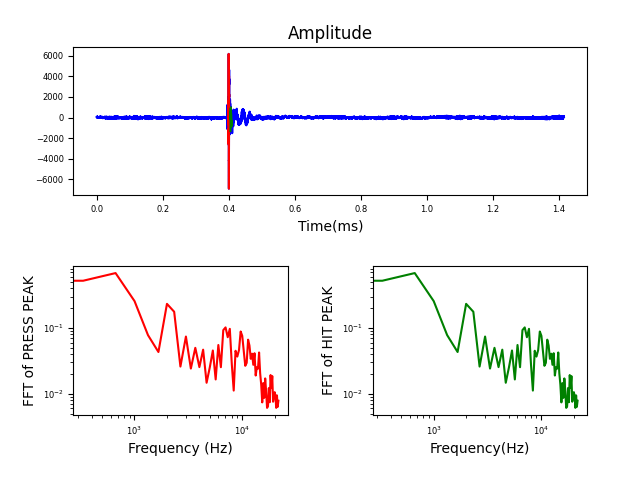 Amplitude
6000
4000
2000
0
−2000
−4000
−6000
0.0 0.2 0.4 0.6 0.8 1.0 1.2 1.4
Time(ms)
FFT of PRESS PEAK
10⁻¹
10⁻²
10³ 10⁴
Frequency (Hz)
FFT of HIT PEAK
10⁻¹
10⁻²
10³ 10⁴
Frequency(Hz)